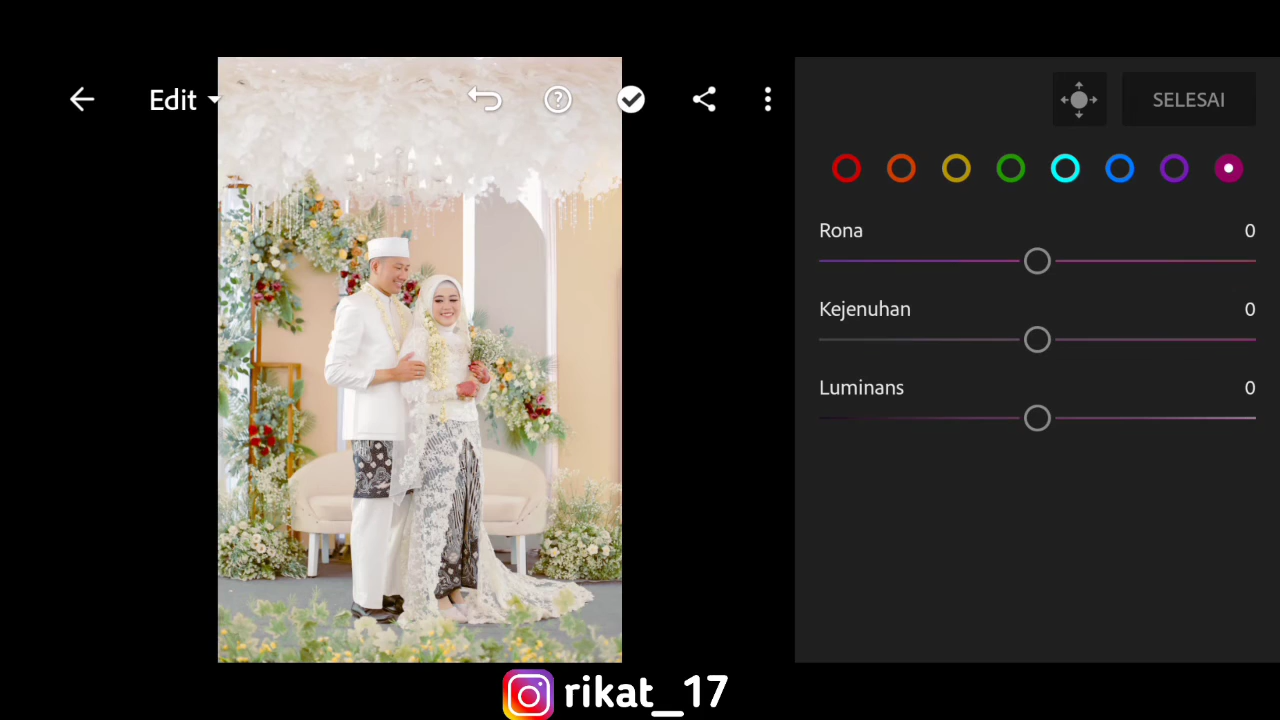 Edit
SELESAI
Rona 0
Kejenuhan 0
Luminans 0
rikat_17